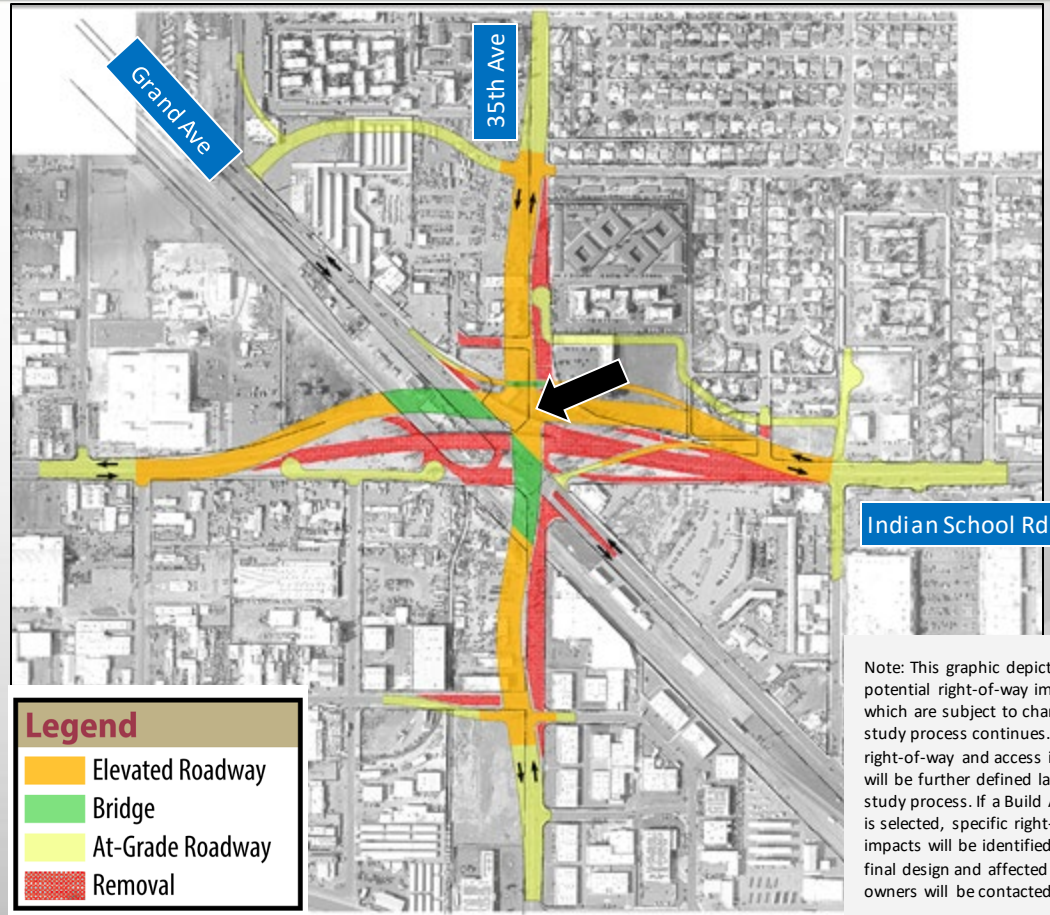 Grand Ave
35th Ave
Indian School Rd
Legend
Elevated Roadway
Bridge
At-Grade Roadway
Removal
Note: This graphic depict
potential right-of-way im
which are subject to char
study process continues.
right-of-way and access i
will be further defined la
study process. If a Build A
is selected, specific right-
impacts will be identified
final design and affected
owners will be contacted